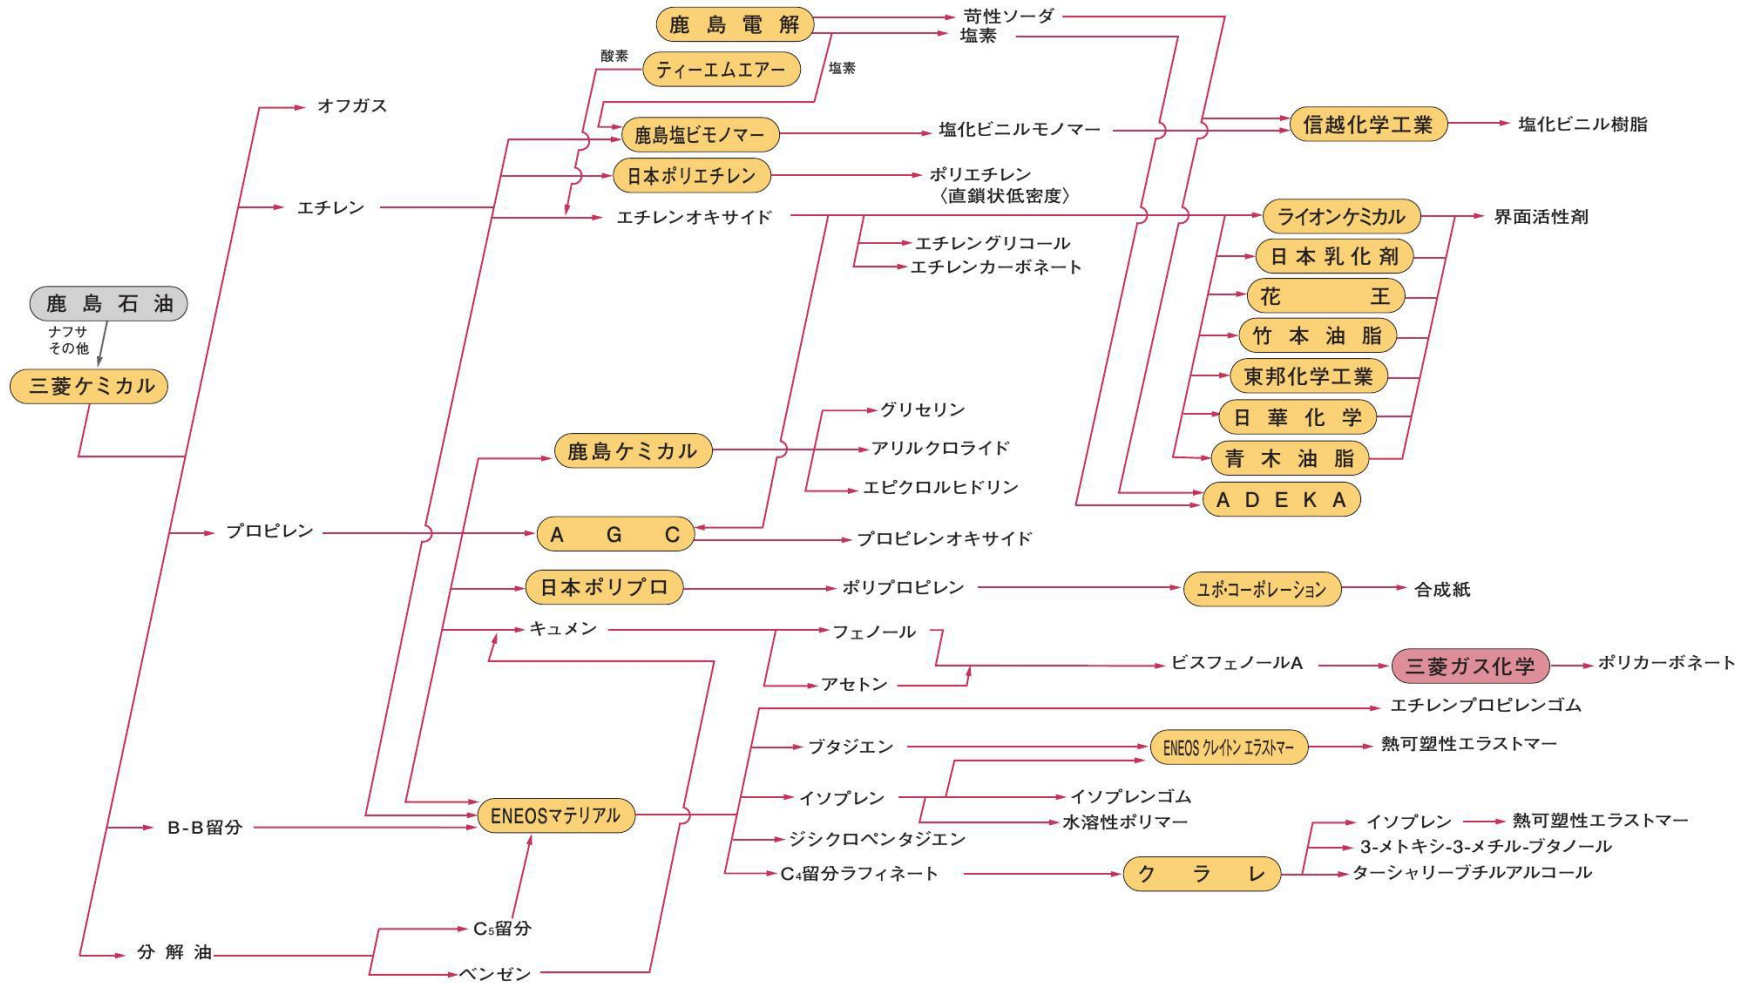 鹿島電解
苛性ソーダ
塩素
酸素
ティーエムエアー
塩素
オフガス
鹿島塩ビモノマー
塩化ビニルモノマー
信越化学工業
塩化ビニル樹脂
日本ポリエチレン
ポリエチレン
〈直鎖状低密度〉
エチレン
エチレンオキサイド
ライオンケミカル
界面活性剤
エチレングリコール
エチレンカーボネート
日本乳化剤
花王
竹本油脂
東邦化学工業
日華化学
青木油脂
ADEKA
鹿島石油
ナフサ
その他
三菱ケミカル
グリセリン
鹿島ケミカル
アリルクロライド
エピクロルヒドリン
プロピレン
AGC
プロピレンオキサイド
日本ポリプロ
ポリプロピレン
ユポ・コーポレーション
合成紙
キュメン
フェノール
アセトン
ビスフェノールA
三菱ガス化学
ポリカーボネート
エチレンプロピレンゴム
ブタジエン
ENEOS クレイトン エラストマー
熱可塑性エラストマー
イソプレン
イソプレンゴム
水溶性ポリマー
B-B留分
ENEOSマテリアル
ジシクロペンタジエン
C₄留分ラフィネート
クラレ
イソプレン
熱可塑性エラストマー
3-メトキシ-3-メチル-ブタノール
ターシャリーブチルアルコール
分解油
C₅留分
ベンゼン